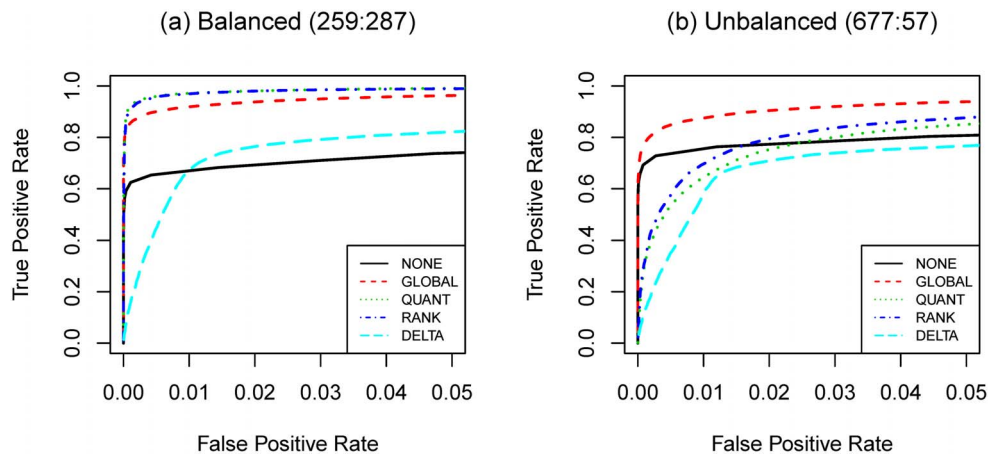 (a) Balanced (259:287)
True Positive Rate
1.0
0.8
0.6
0.4
0.2
0.0
NONE
GLOBAL
QUANT
RANK
DELTA
0.00 0.01 0.02 0.03 0.04 0.05
False Positive Rate
(b) Unbalanced (677:57)
True Positive Rate
1.0
0.8
0.6
0.4
0.2
0.0
NONE
GLOBAL
QUANT
RANK
DELTA
0.00 0.01 0.02 0.03 0.04 0.05
False Positive Rate